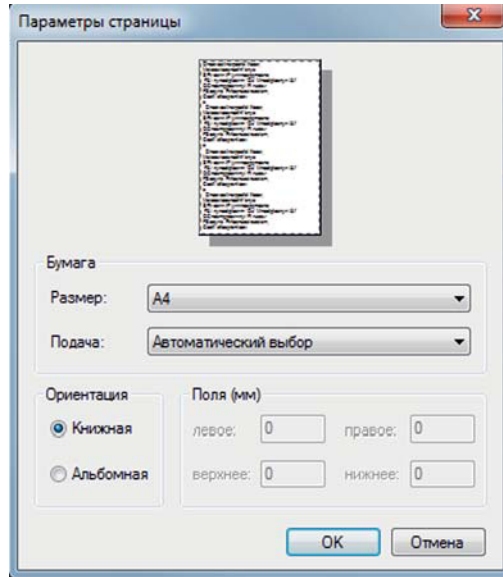 Параметры страницы
Бумага
Размер: A4
Подача: Автоматический выбор
Ориентация
Поля (мм)
Книжная
левое: 0 правое: 0
Альбомная
верхнее: 0 нижнее: 0
OK Отмена